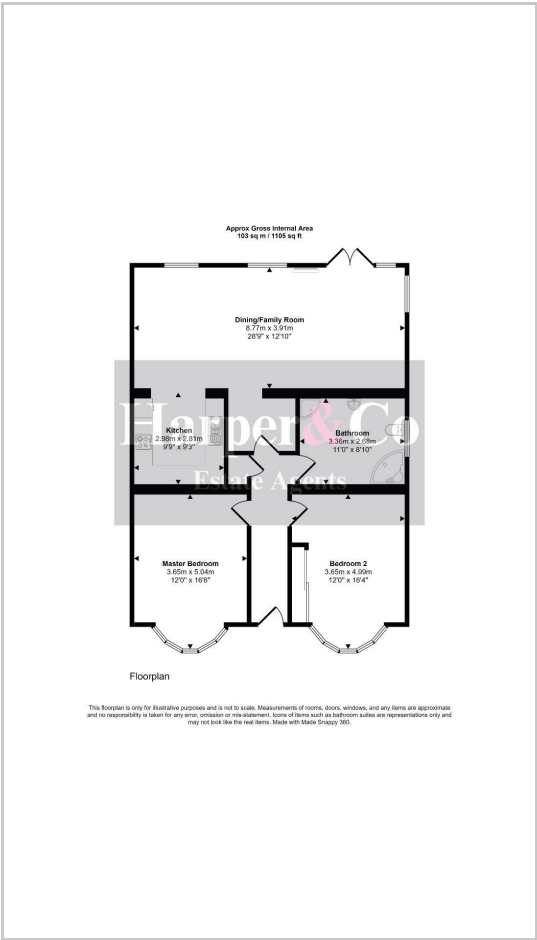 Approx Gross Internal Area
103 sq m / 1105 sq ft
Dining/Family Room
8.77m x 3.91m
28'9" x 12'10"
Harper&Co
Estate Agents
Kitchen
2.98m x 2.81m
9'9" x 9'3"
Bathroom
3.36m x 2.68m
11'0" x 8'10"
Master Bedroom
3.65m x 5.04m
12'0" x 16'6"
Bedroom 2
3.65m x 4.99m
12'0" x 16'4"
Floorplan
This floorplan is only for illustrative purposes and is not to scale. Measurements of rooms, doors, windows, and any items are approximate
and no responsibility is taken for any error, omission or mis-statement. Icons of items such as bathroom suites are representations only and
may not look like the real items. Made with Made Snappy 360.